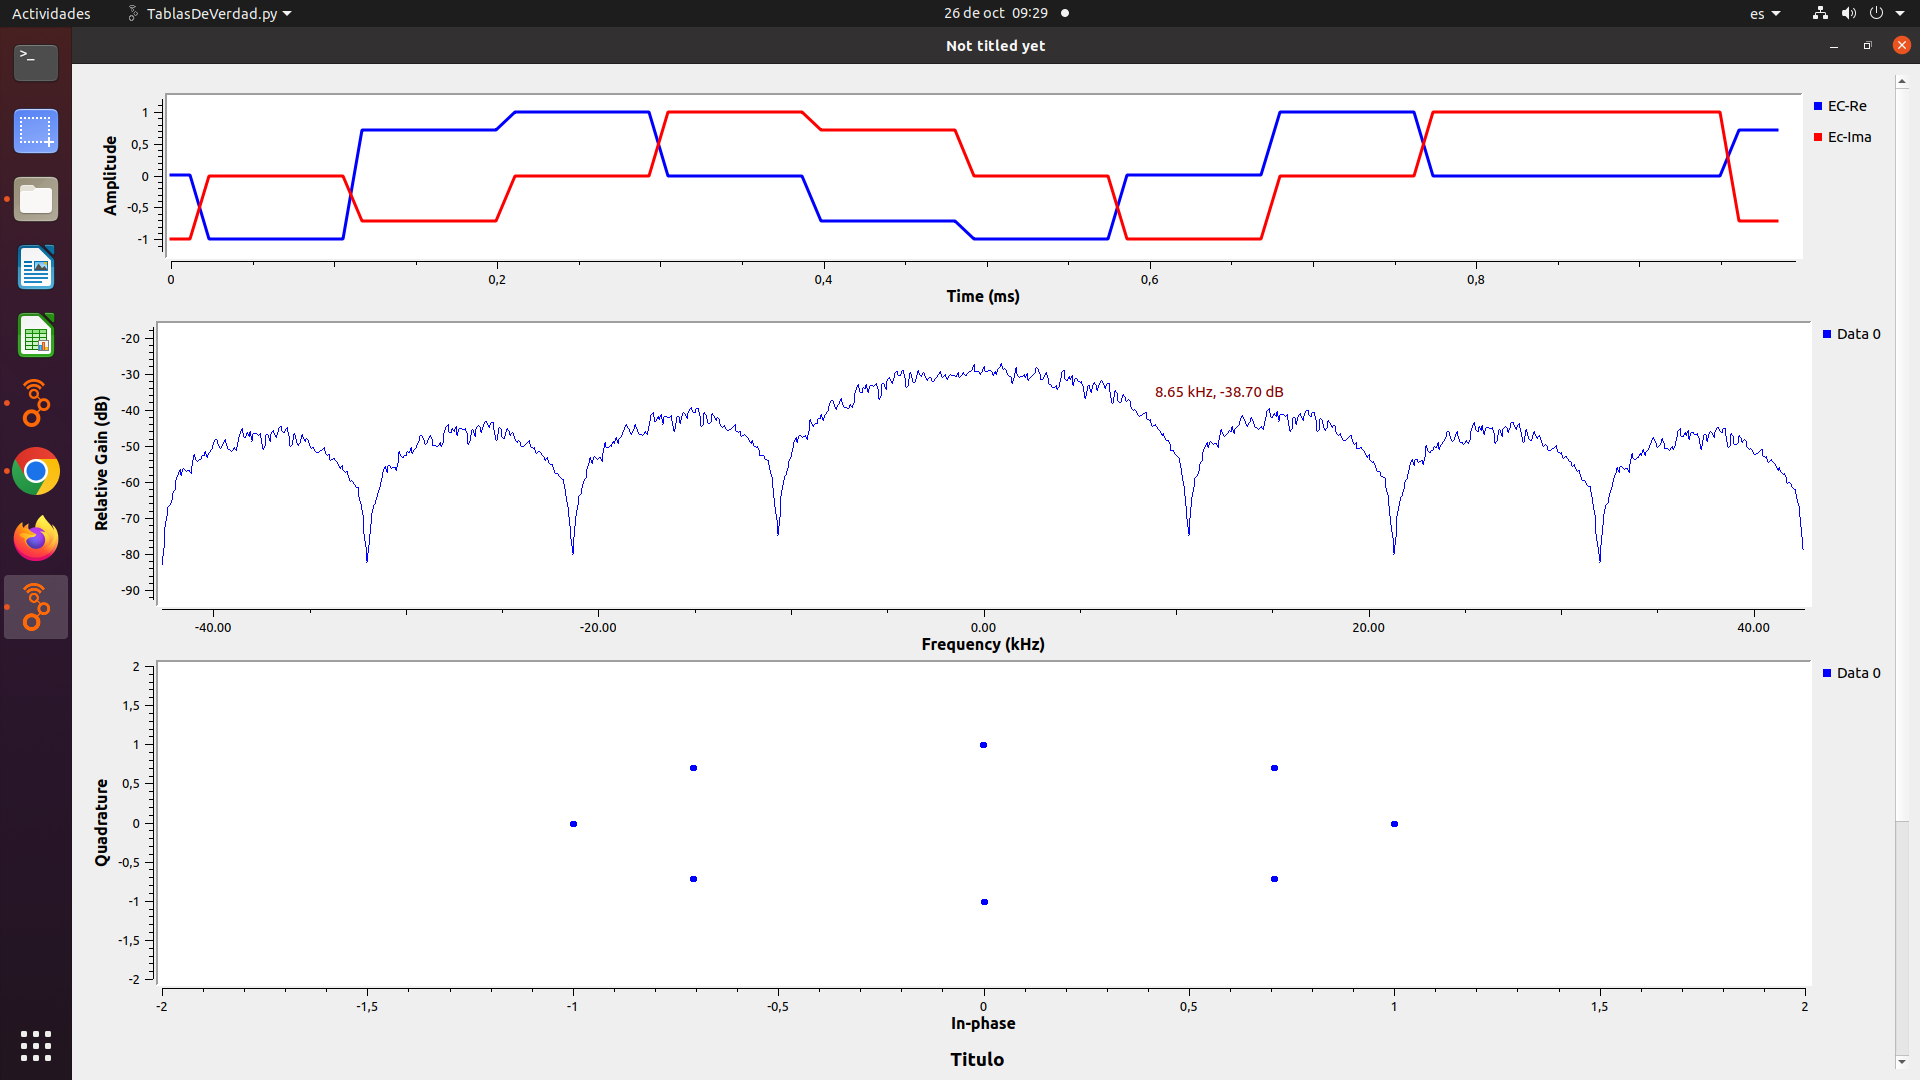 Actividades TablasDeVerdad.py 26 de oct 09:29 es
Not titled yet
>_
EC-Re
Ec-Ima
Amplitude
1
0,5
0
-0,5
-1
0 0,2 0,4 0,6 0,8
Time (ms)
Data 0
Relative Gain (dB)
-20
-30
-40
-50
-60
-70
-80
-90
8.65 kHz, -38.70 dB
-40.00 -20.00 0.00 20.00 40.00
Frequency (kHz)
Data 0
Quadrature
2
1,5
1
0,5
0
-0,5
-1
-1,5
-2
-2 -1,5 -1 -0,5 0 0,5 1 1,5 2
In-phase
Titulo